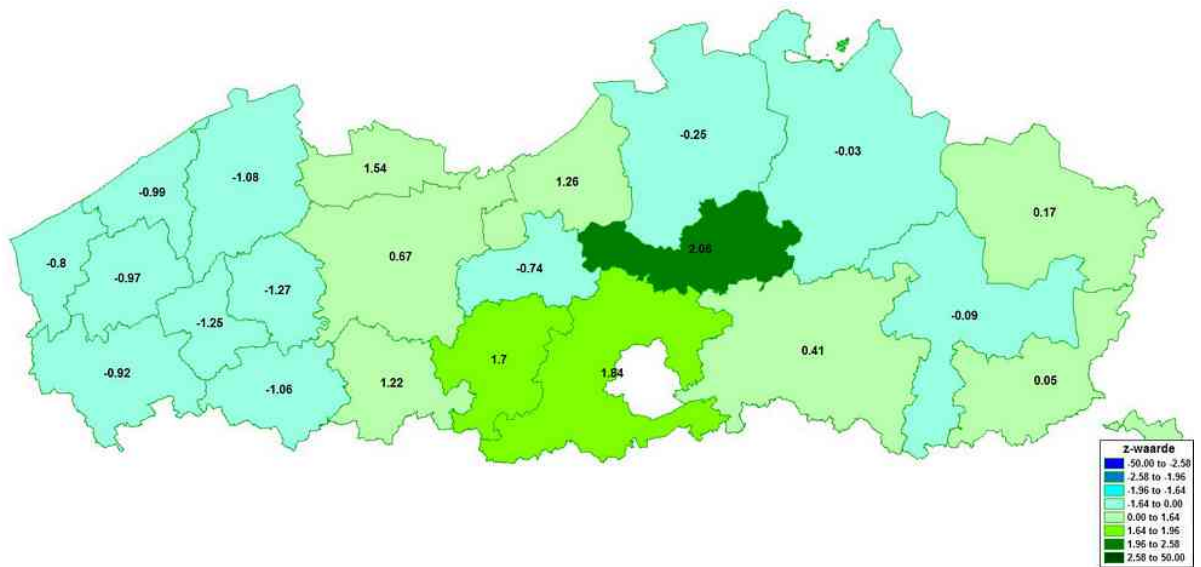 -0.25
-0.03
1.54
-1.08
1.26
-0.99
0.17
2.06
0.67
-0.8
-0.74
-0.97
-1.27
-0.09
-1.25
0.41
1.7
1.84
-0.92
1.22
0.05
-1.06
z-waarde
-50.00 to -2.58
-2.58 to -1.96
-1.96 to -1.64
-1.64 to 0.00
0.00 to 1.64
1.64 to 1.96
1.96 to 2.58
2.58 to 50.00